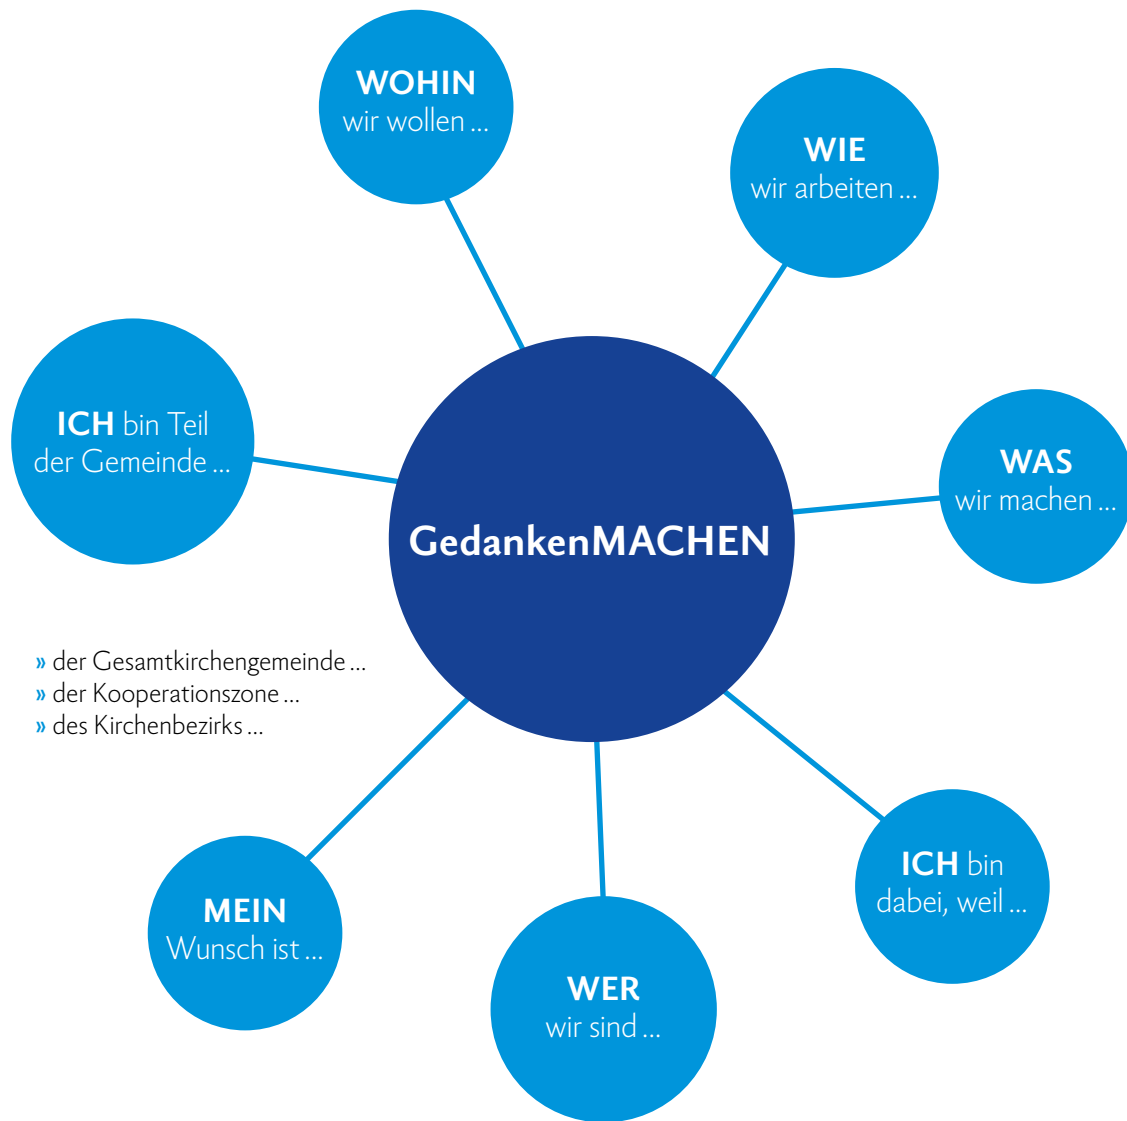 WOHIN
wir wollen ...
WIE
wir arbeiten ...
ICH bin Teil
der Gemeinde ...
WAS
wir machen ...
GedankenMACHEN
» der Gesamtkirchengemeinde ...
» der Kooperationszone ...
» des Kirchenbezirks ...
ICH bin
dabei, weil ...
MEIN
Wunsch ist ...
WER
wir sind ...